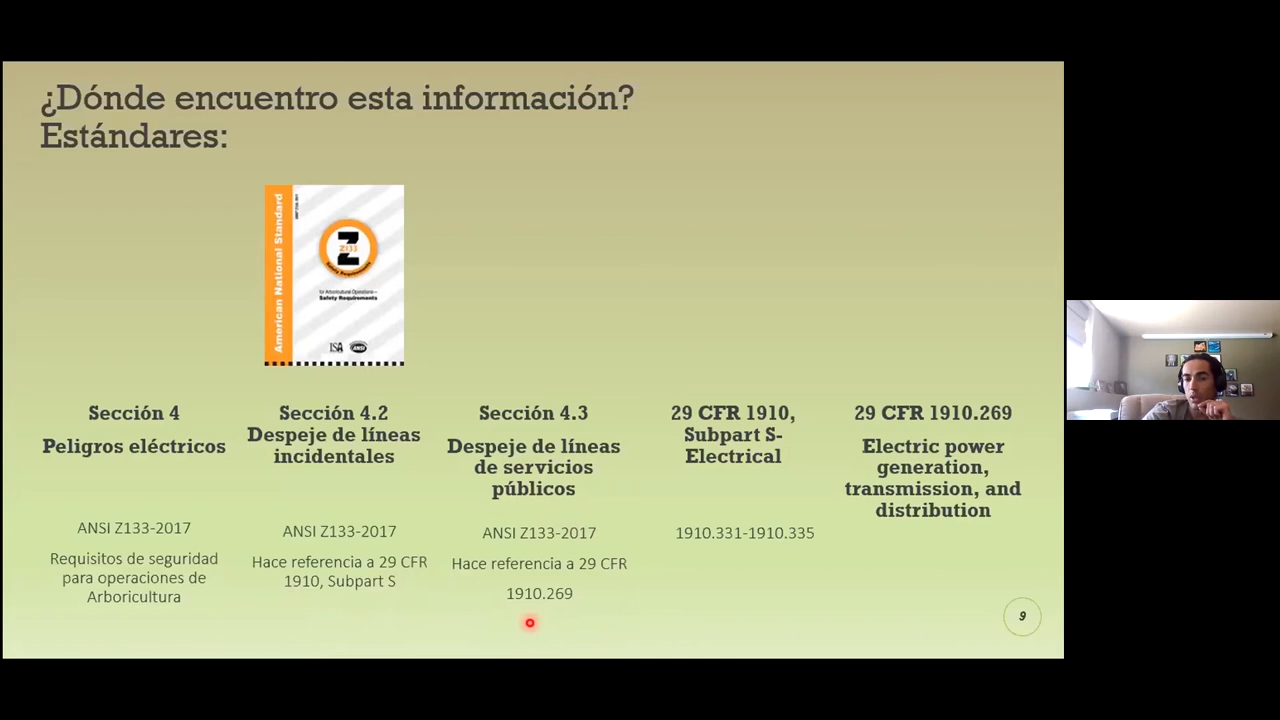 ¿Dónde encuentro esta información?
Estándares:
American National Standard
Z133
Safety Requirements
for Arboricultural Operations—
Safety Requirements
ISA
ANSI
Sección 4
Peligros eléctricos
ANSI Z133-2017
Requisitos de seguridad
para operaciones de
Arboricultura
Sección 4.2
Despeje de líneas
incidentales
ANSI Z133-2017
Hace referencia a 29 CFR
1910, Subpart S
Sección 4.3
Despeje de líneas
de servicios
públicos
ANSI Z133-2017
Hace referencia a 29 CFR
1910.269
29 CFR 1910,
Subpart S-
Electrical
1910.331-1910.335
29 CFR 1910.269
Electric power
generation,
transmission, and
distribution
9